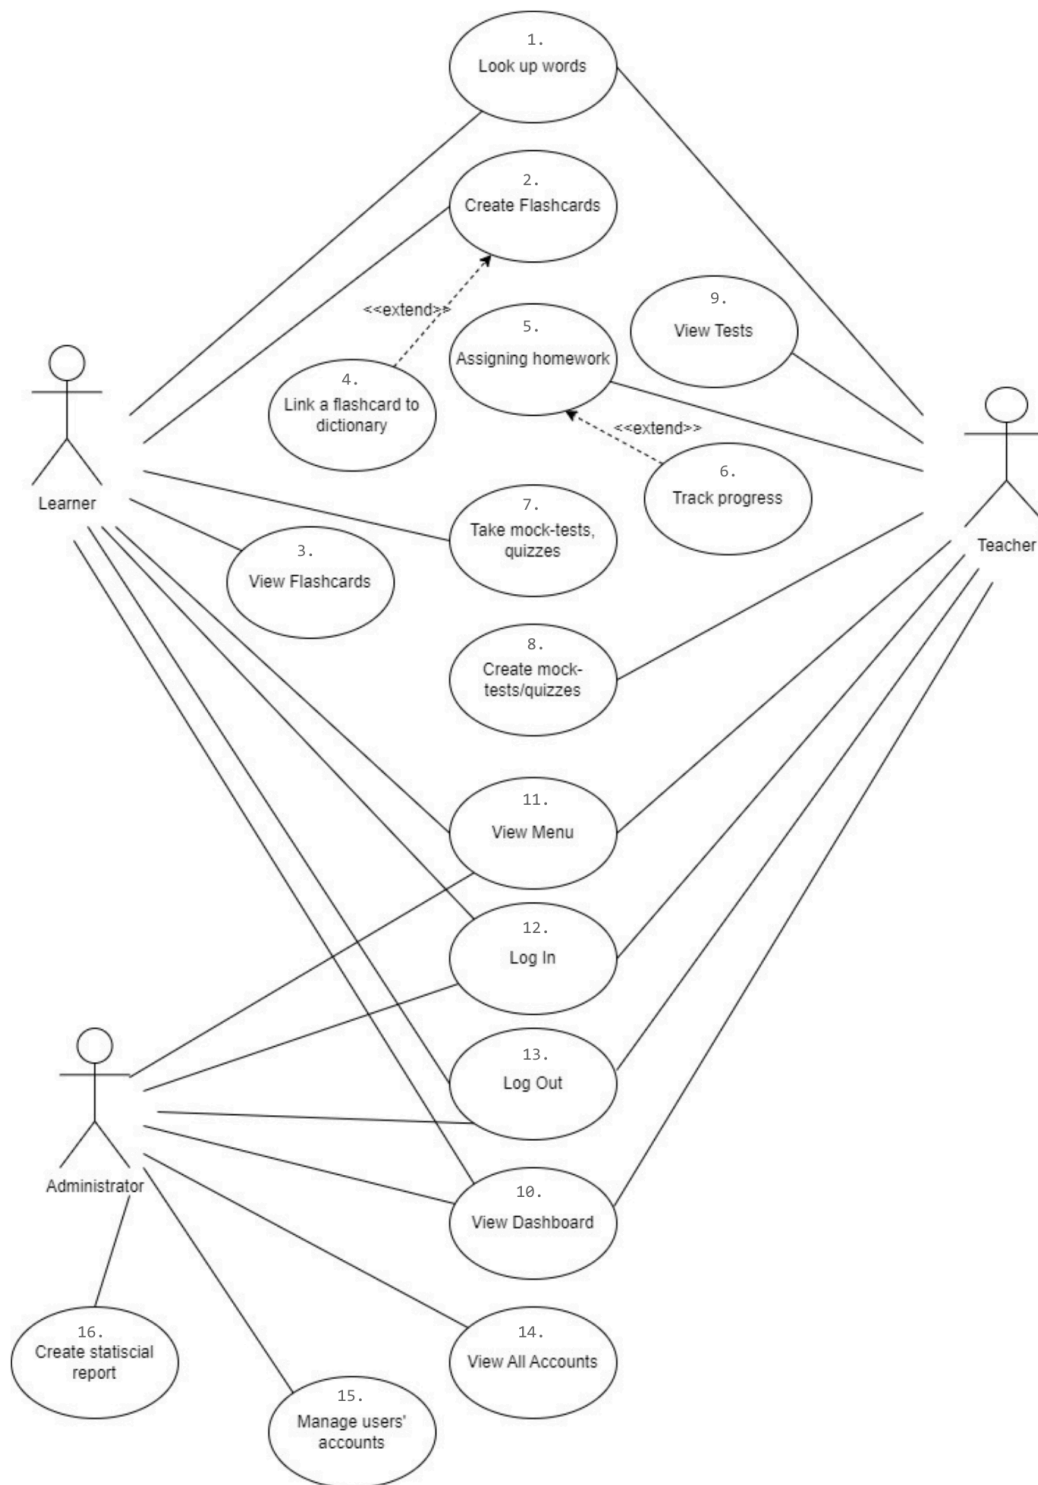 1.
Look up words
2.
Create Flashcards
<<extend>>
9.
View Tests
5.
Assigning homework
4.
Link a flashcard to
dictionary
<<extend>>
6.
Track progress
Learner
7.
Take mock-tests,
quizzes
Teacher
3.
View Flashcards
8.
Create mock-
tests/quizzes
11.
View Menu
12.
Log In
13.
Log Out
Administrator
10.
View Dashboard
16.
Create statiscial
report
14.
View All Accounts
15.
Manage users'
accounts